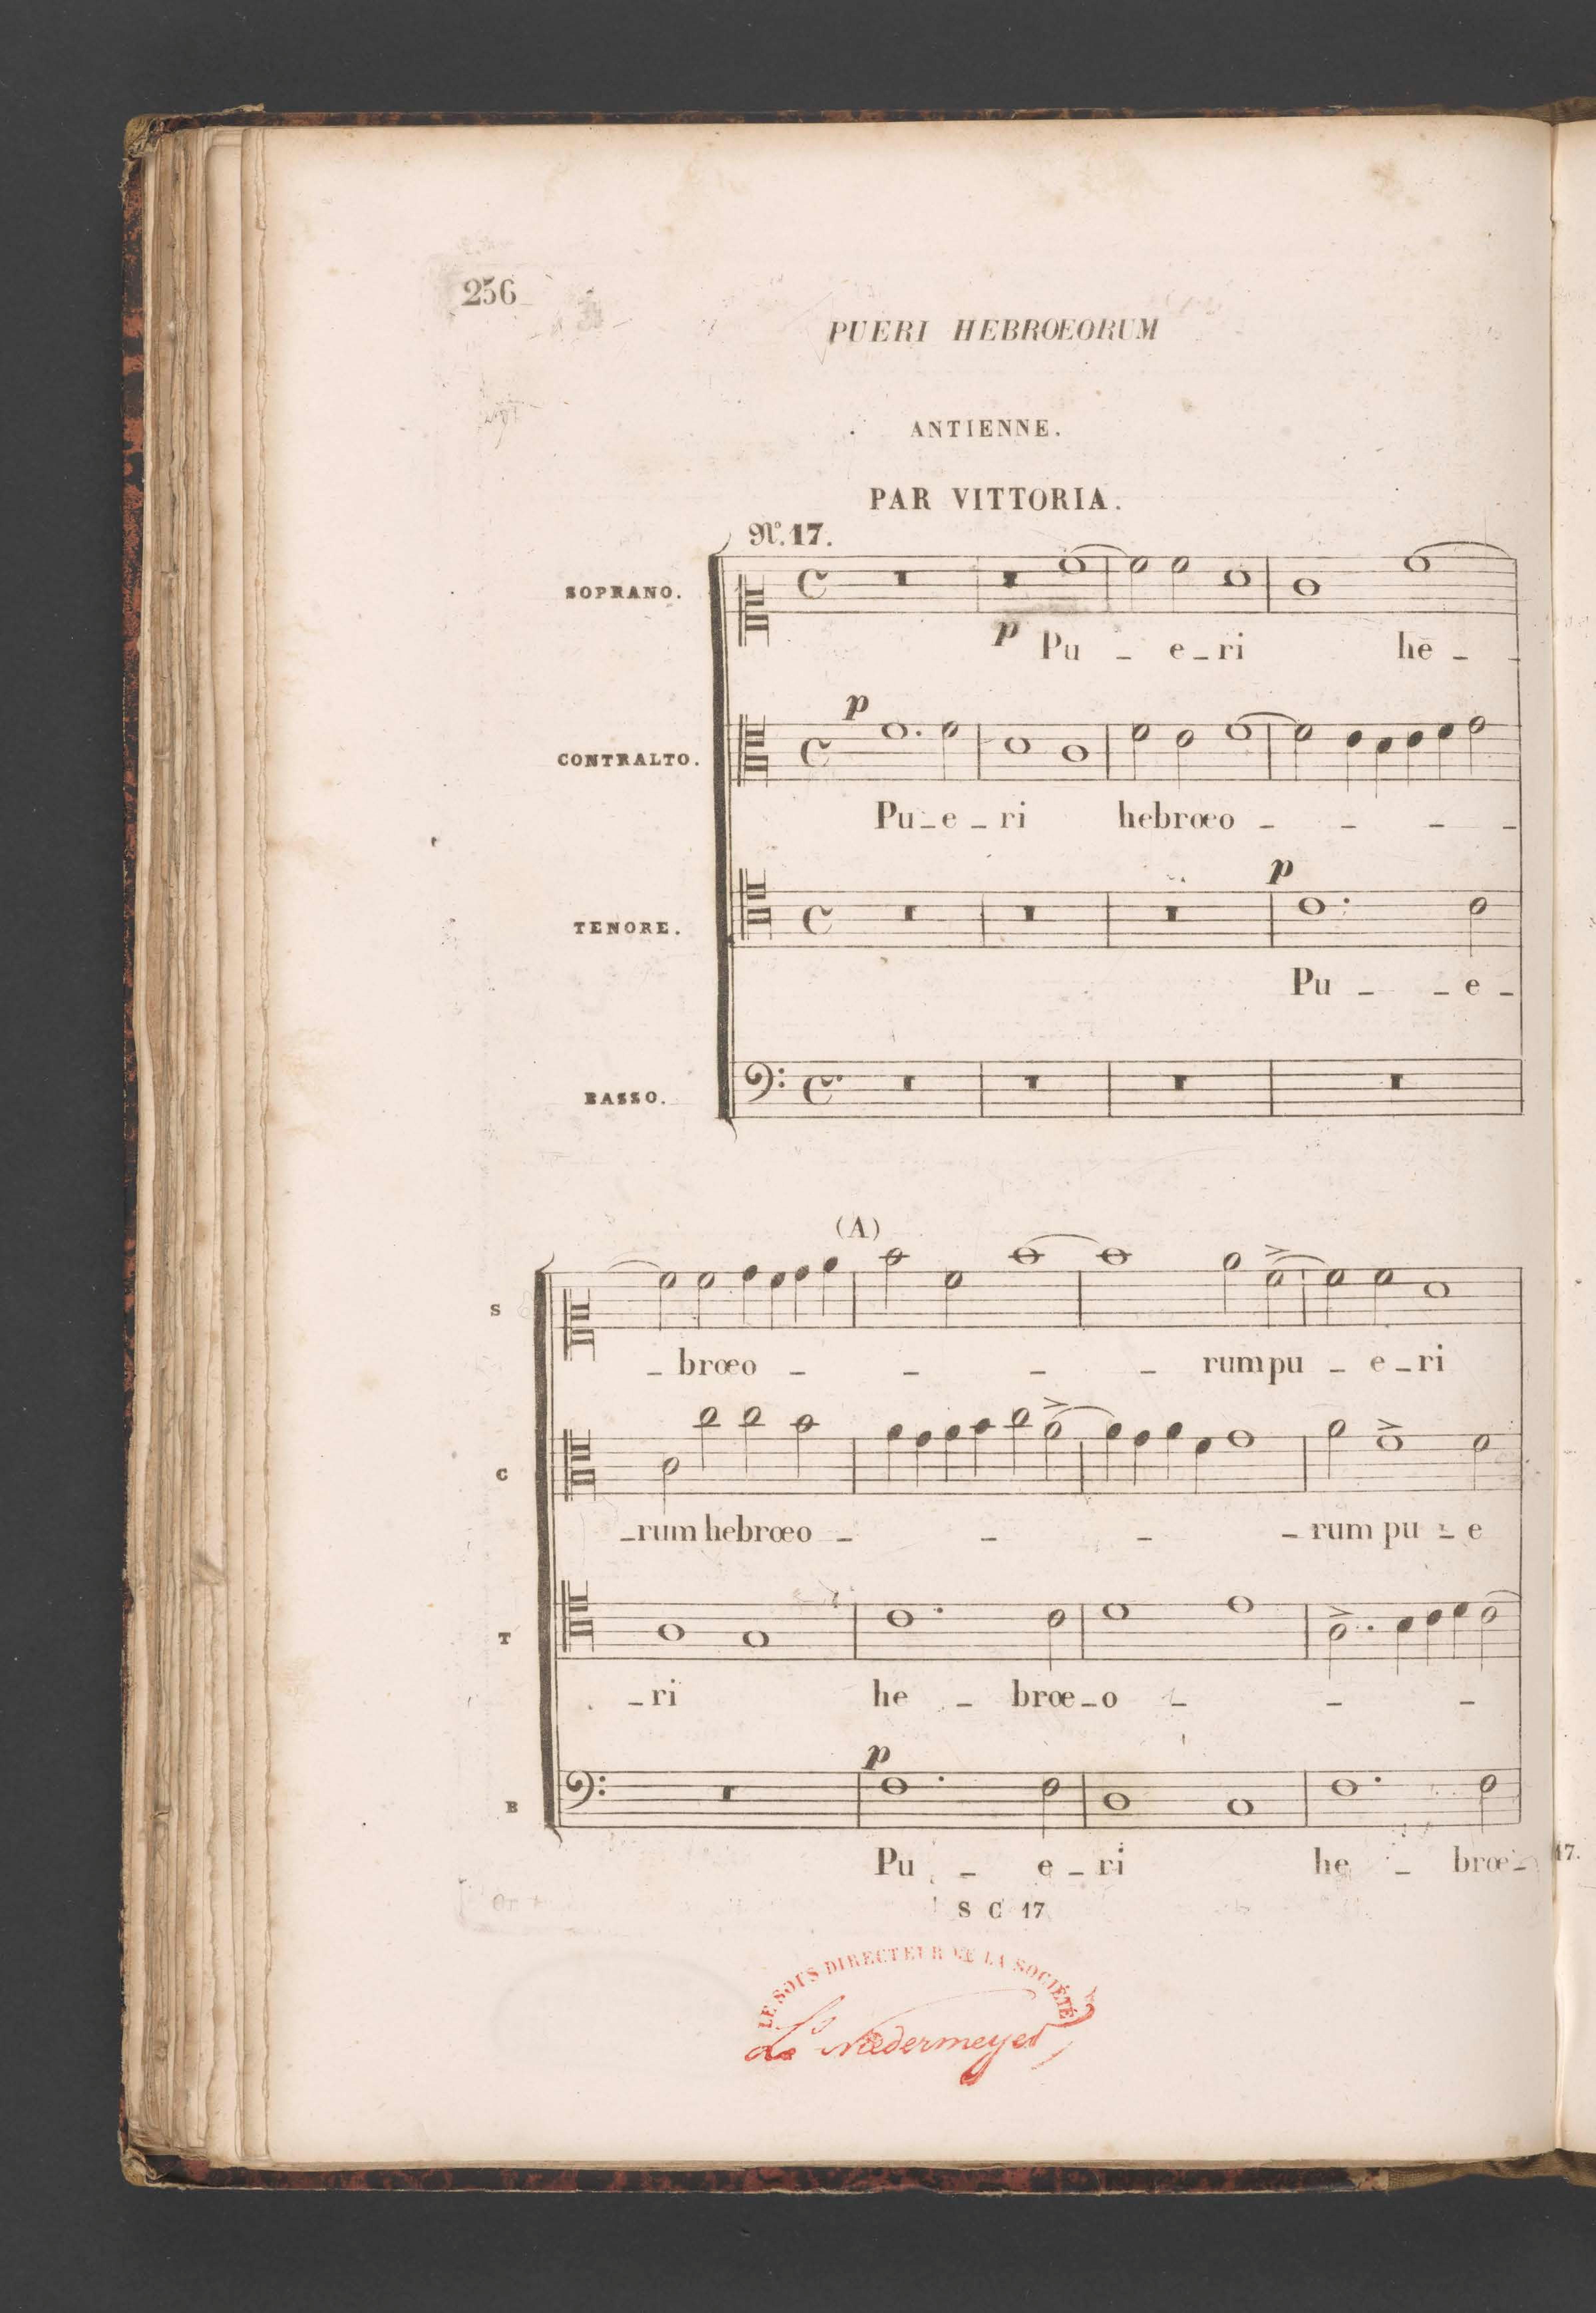 256
PUERI HEBROEORUM
ANTIENNE.
PAR VITTORIA.
No. 17.
SOPRANO.
p
Pu _ e _ ri hē _ _
p
CONTRALTO.
Pu _ e _ ri hebrœo _ _ _ _
p
TENORE.
Pu _ _ e _
BASSO.
(A)
S
_ brœo _ _ _ _ rum pu _ e _ ri
C
_ rum hebrœo _ _ _ _ rum pu _ e
T
_ ri he _ brœ _ o _ _ _
p
B
Pu _ e _ ri he _ brœ _
17.
S C 17
LE SOUS DIRECTEUR DE LA SOCIÉTÉ
Niedermeyer